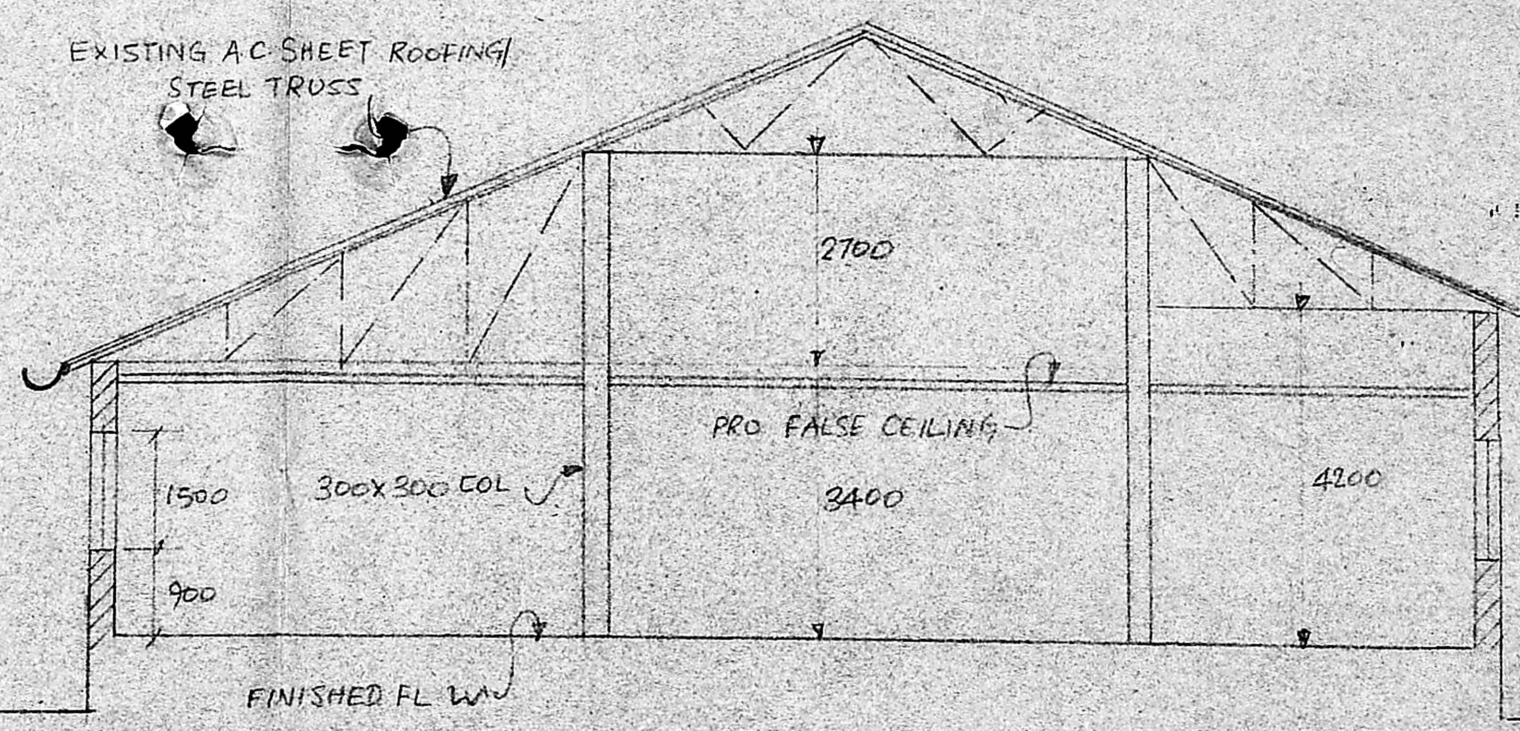 EXISTING A.C. SHEET ROOFING/
STEEL TRUSS
2700
PRO FALSE CEILING
1500
300X300 COL
3400
4200
900
FINISHED FL